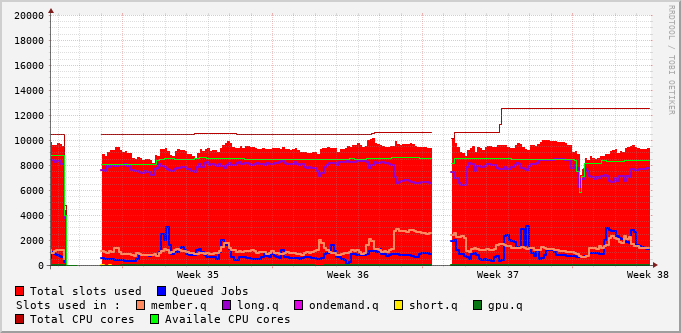 20000
18000
16000
14000
12000
10000
8000
6000
4000
2000
0
RRDTOOL / TOBI OETIKER
Week 35 Week 36 Week 37 Week 38
Total slots used Queued Jobs
Slots used in : member.q long.q ondemand.q short.q gpu.q
Total CPU cores Availale CPU cores